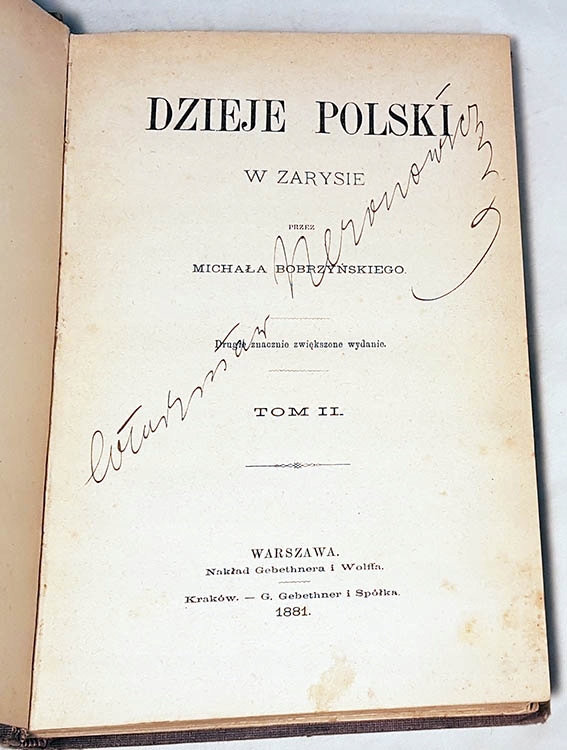 DZIEJE POLSKI
W ZARYSIE
PRZEZ
MICHAŁA BOBRZYŃSKIEGO.
Drugie znacznie zwiększone wydanie.
TOM II.
WARSZAWA.
Nakład Gebethnera i Wolffa.
Kraków. — G. Gebethner i Spółka.
1881.